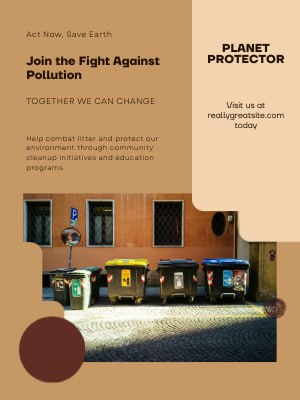 Act Now, Save Earth
Join the Fight Against
Pollution
TOGETHER WE CAN CHANGE
Help combat litter and protect our
environment through community
cleanup initiatives and education
programs.
PLANET
PROTECTOR
Visit us at
reallygreatsite.com
today
P